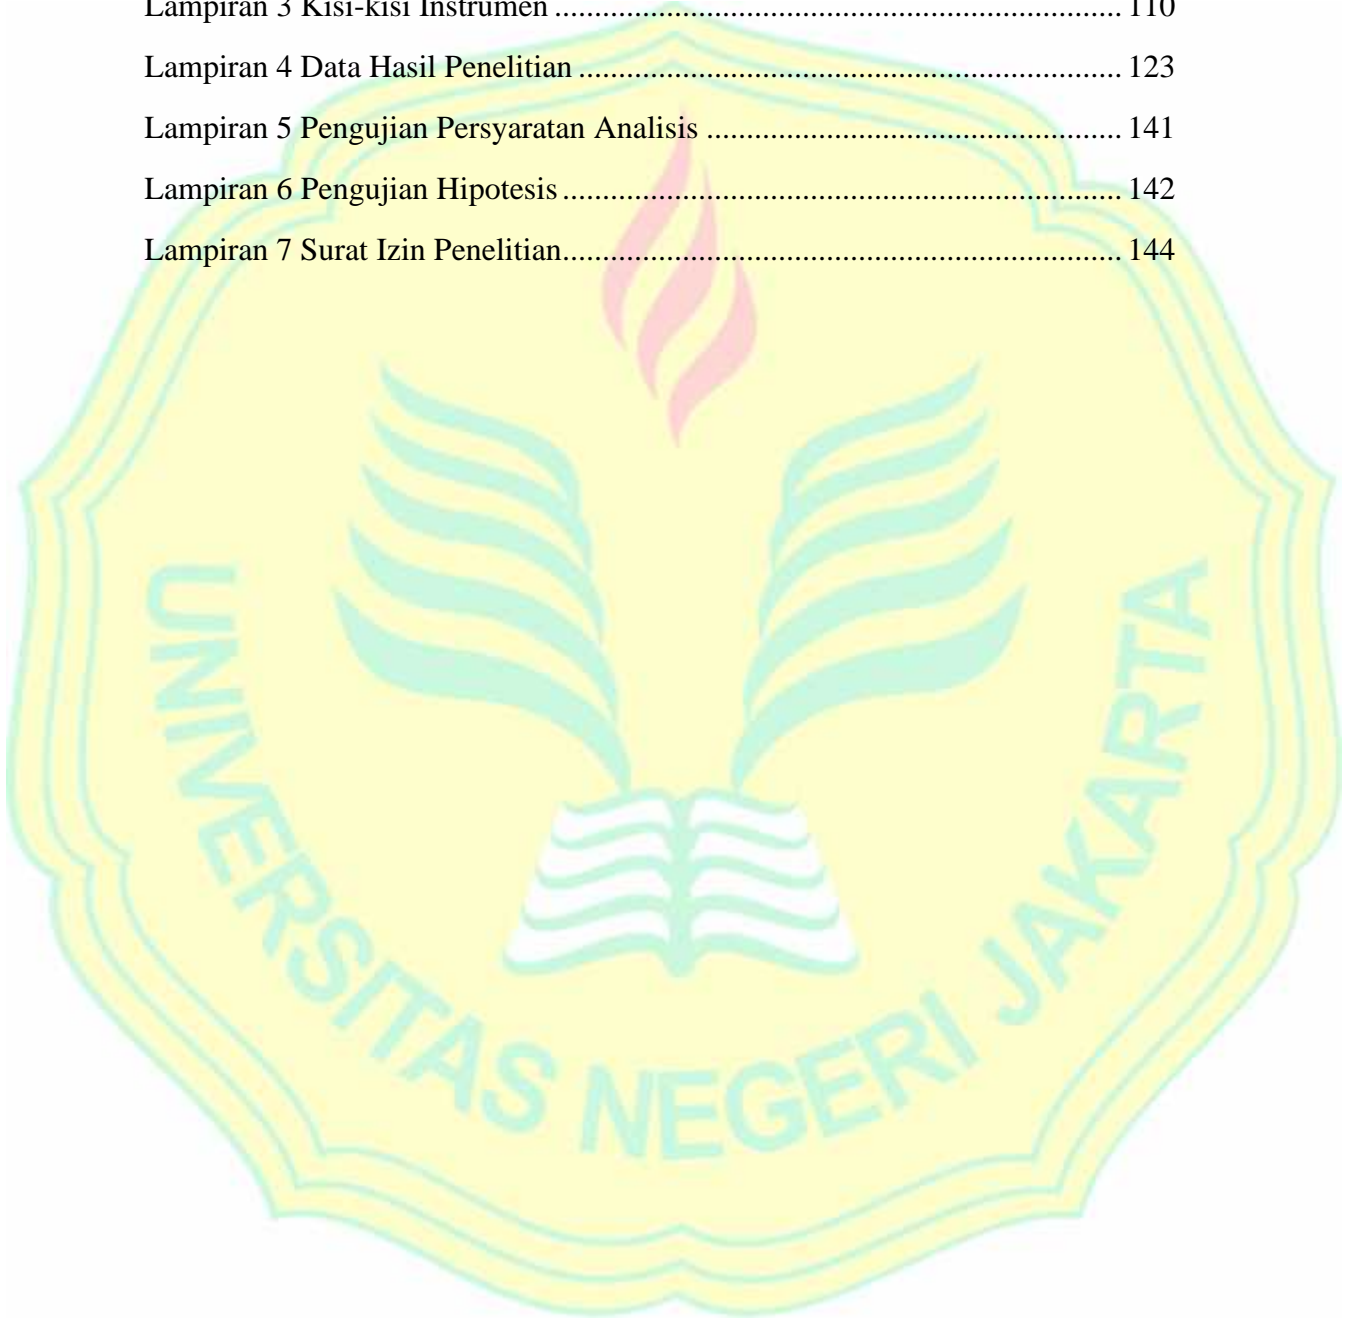 Lampiran 3 Kisi-kisi Instrumen ....................................................................... 110
Lampiran 4 Data Hasil Penelitian .................................................................... 123
Lampiran 5 Pengujian Persyaratan Analisis .................................................... 141
Lampiran 6 Pengujian Hipotesis ...................................................................... 142
Lampiran 7 Surat Izin Penelitian...................................................................... 144
UNIVERSITAS NEGERI JAKARTA